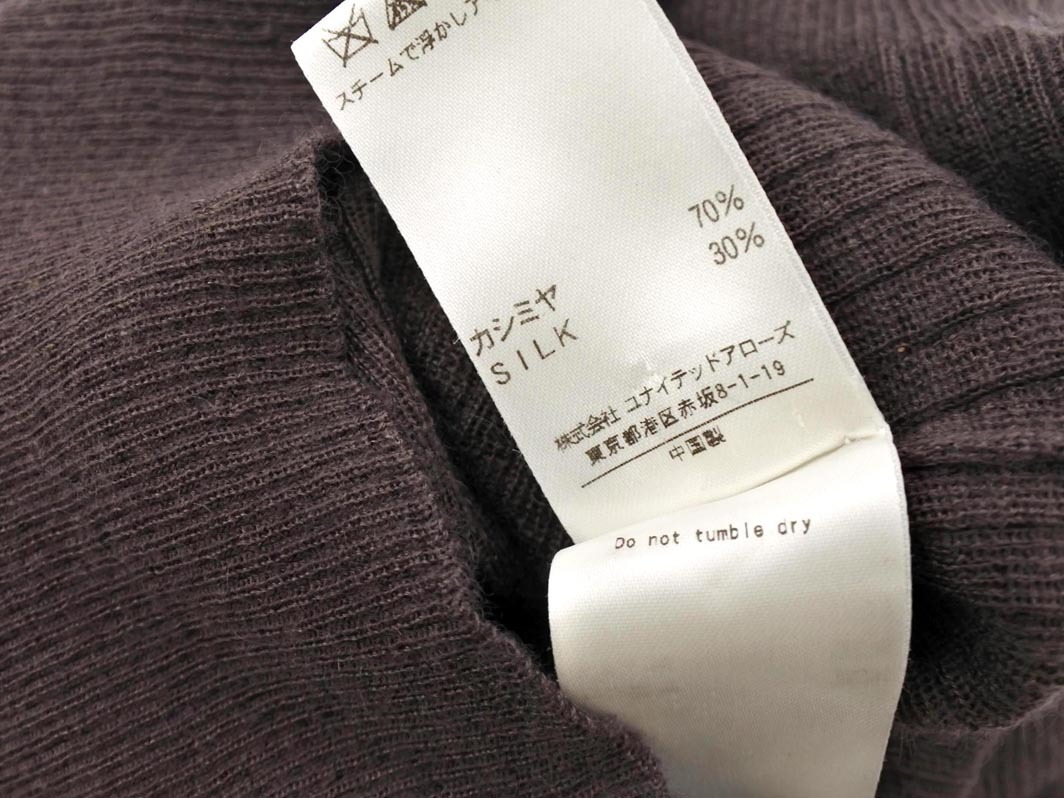 スチームで浮かしア
カシミヤ 70%
SILK 30%
株式会社 ユナイテッドアローズ
東京都港区赤坂8-1-19
中国製
Do not tumble dry